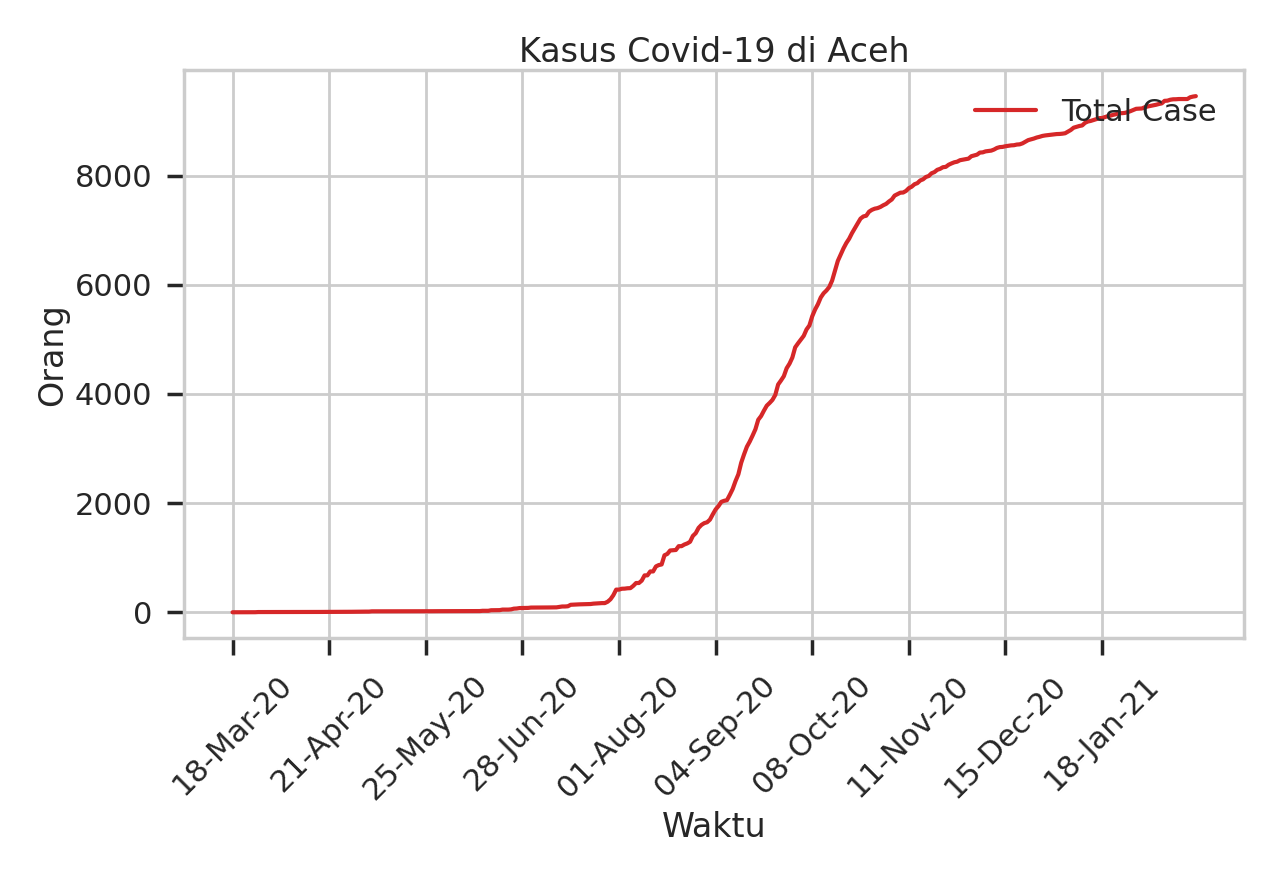 Kasus Covid-19 di Aceh
Total Case
Orang
8000
6000
4000
2000
0
18-Mar-20
21-Apr-20
25-May-20
28-Jun-20
01-Aug-20
04-Sep-20
08-Oct-20
11-Nov-20
15-Dec-20
18-Jan-21
Waktu